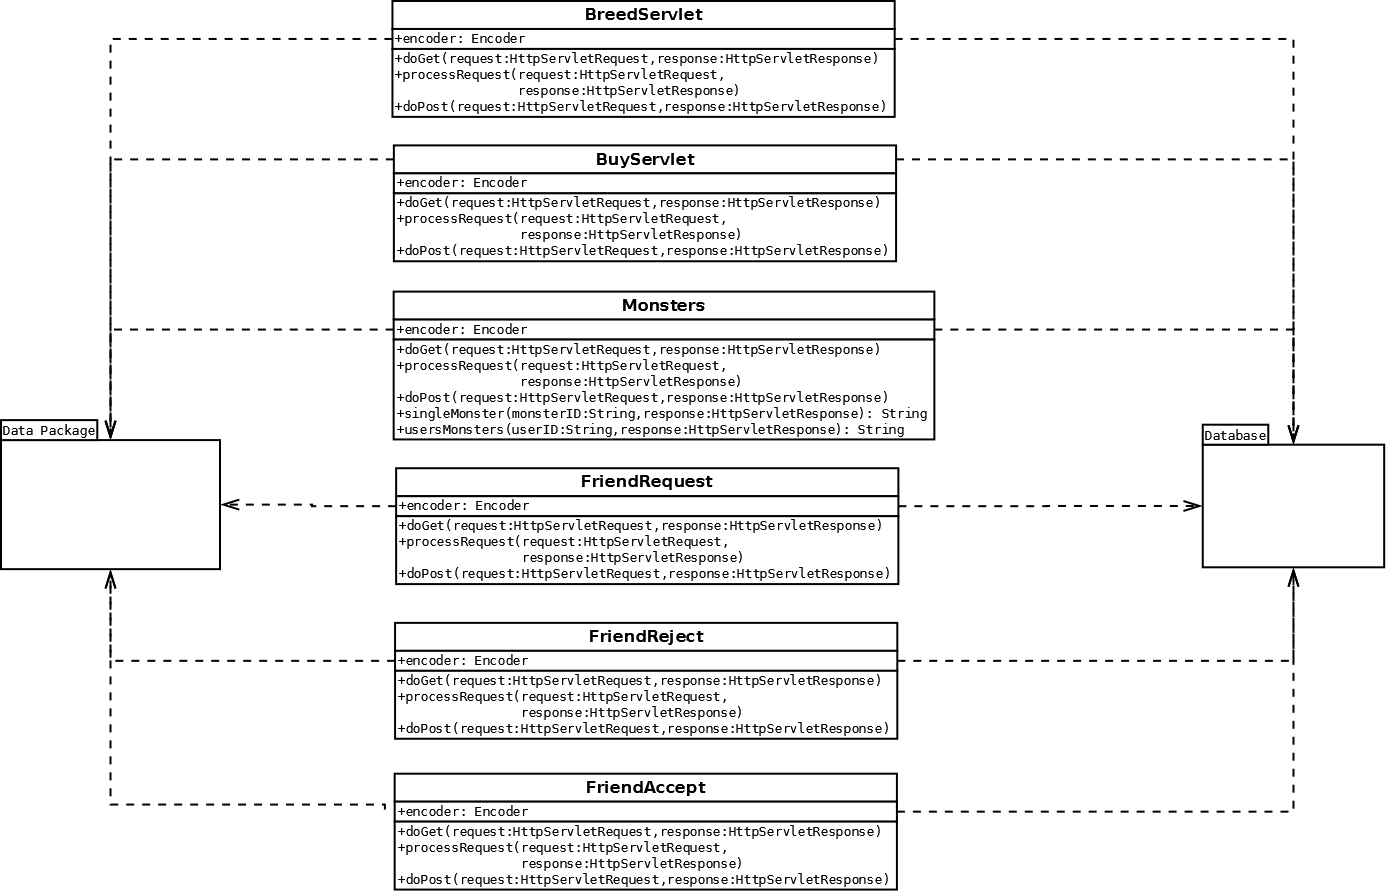 BreedServlet
+encoder: Encoder
+doGet(request:HttpServletRequest,response:HttpServletResponse)
+processRequest(request:HttpServletRequest,
response:HttpServletResponse)
+doPost(request:HttpServletRequest,response:HttpServletResponse)
BuyServlet
+encoder: Encoder
+doGet(request:HttpServletRequest,response:HttpServletResponse)
+processRequest(request:HttpServletRequest,
response:HttpServletResponse)
+doPost(request:HttpServletRequest,response:HttpServletResponse)
Monsters
+encoder: Encoder
+doGet(request:HttpServletRequest,response:HttpServletResponse)
+processRequest(request:HttpServletRequest,
response:HttpServletResponse)
+doPost(request:HttpServletRequest,response:HttpServletResponse)
+singleMonster(monsterID:String,response:HttpServletResponse): String
+usersMonsters(userID:String,response:HttpServletResponse): String
Data Package
Database
FriendRequest
+encoder: Encoder
+doGet(request:HttpServletRequest,response:HttpServletResponse)
+processRequest(request:HttpServletRequest,
response:HttpServletResponse)
+doPost(request:HttpServletRequest,response:HttpServletResponse)
FriendReject
+encoder: Encoder
+doGet(request:HttpServletRequest,response:HttpServletResponse)
+processRequest(request:HttpServletRequest,
response:HttpServletResponse)
+doPost(request:HttpServletRequest,response:HttpServletResponse)
FriendAccept
+encoder: Encoder
+doGet(request:HttpServletRequest,response:HttpServletResponse)
+processRequest(request:HttpServletRequest,
response:HttpServletResponse)
+doPost(request:HttpServletRequest,response:HttpServletResponse)